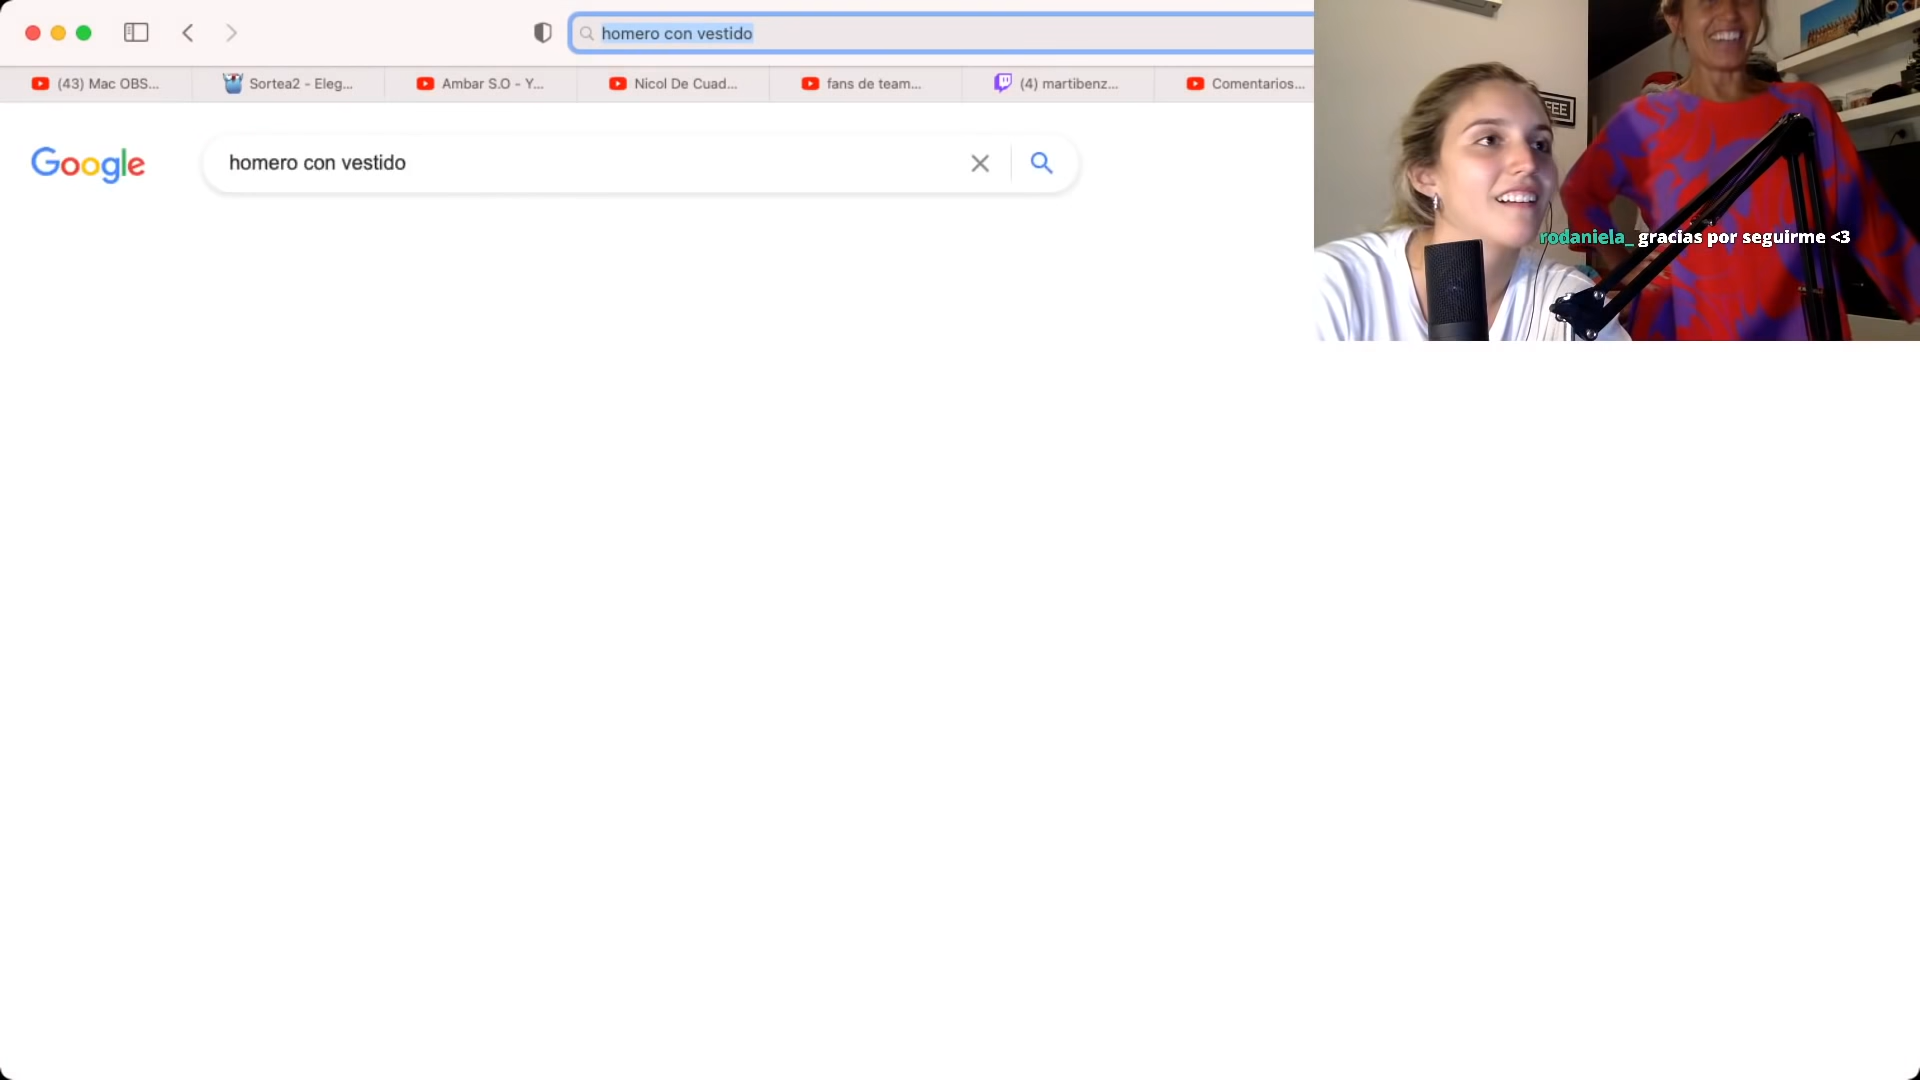 homero con vestido
(43) Mac OBS...
Sortea2 - Eleg...
Ambar S.O - Y...
Nicol De Cuad...
fans de team...
(4) martibenz...
Comentarios...
Google
homero con vestido
FEE
rodaniela_ gracias por seguirme <3